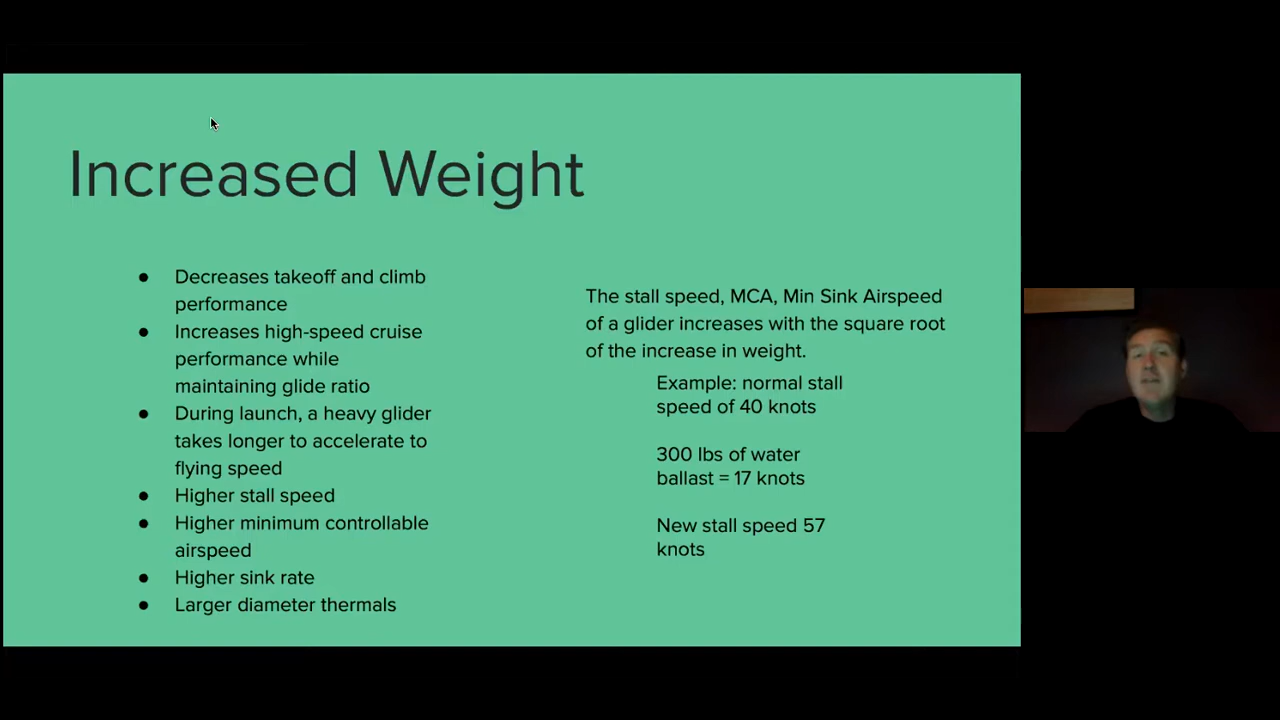 Increased Weight
● Decreases takeoff and climb
performance
● Increases high-speed cruise
performance while
maintaining glide ratio
● During launch, a heavy glider
takes longer to accelerate to
flying speed
● Higher stall speed
● Higher minimum controllable
airspeed
● Higher sink rate
● Larger diameter thermals
The stall speed, MCA, Min Sink Airspeed
of a glider increases with the square root
of the increase in weight.
Example: normal stall
speed of 40 knots
300 lbs of water
ballast = 17 knots
New stall speed 57
knots